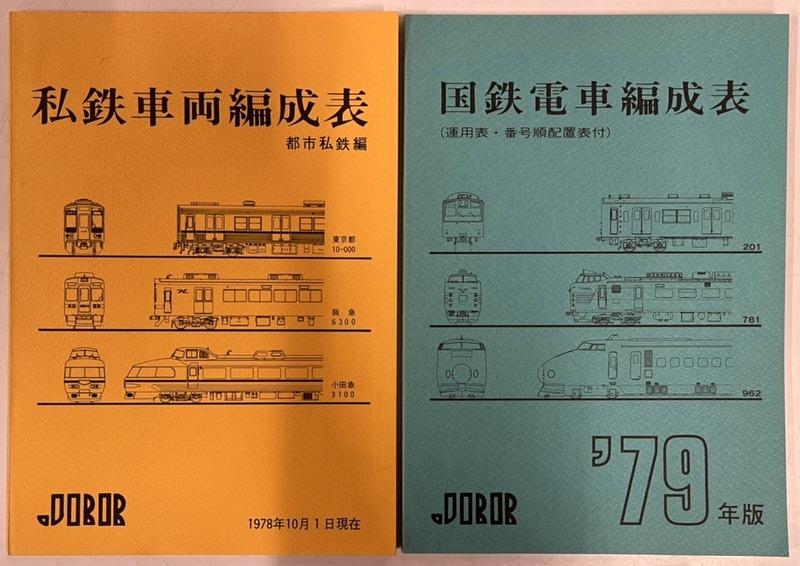 私鉄車両編成表
都市私鉄編
東京都
10-000
阪急
6300
小田急
3100
JDBOB
1978年10月1日現在
国鉄電車編成表
(運用表・番号順配置表付)
201
781
962
'79年版